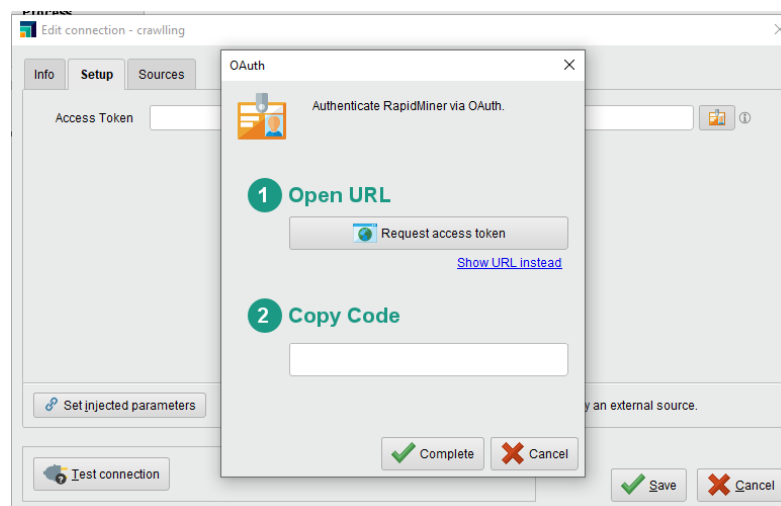 Process
Edit connection - crawlling
Info Setup Sources
Access Token
OAuth
Authenticate RapidMiner via OAuth.
1 Open URL
Request access token
Show URL instead
2 Copy Code
Complete Cancel
Set injected parameters
y an external source.
Test connection
Save Cancel